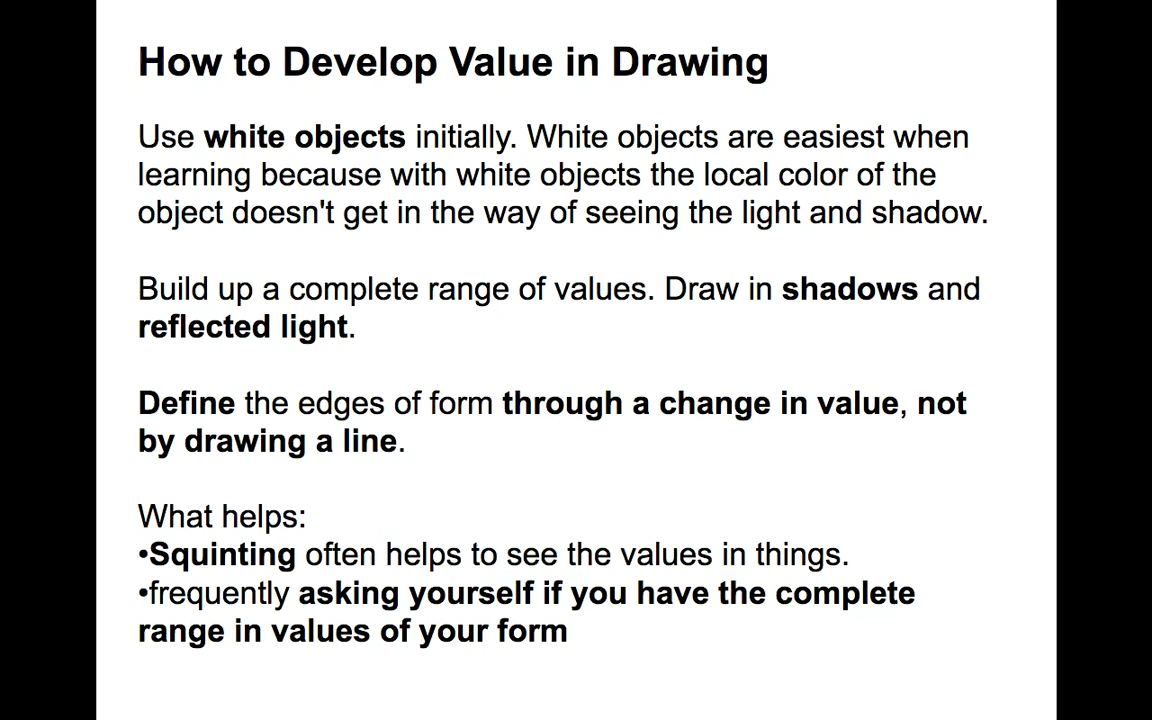 How to Develop Value in Drawing
Use white objects initially. White objects are easiest when
learning because with white objects the local color of the
object doesn't get in the way of seeing the light and shadow.
Build up a complete range of values. Draw in shadows and
reflected light.
Define the edges of form through a change in value, not
by drawing a line.
What helps:
•Squinting often helps to see the values in things.
•frequently asking yourself if you have the complete
range in values of your form